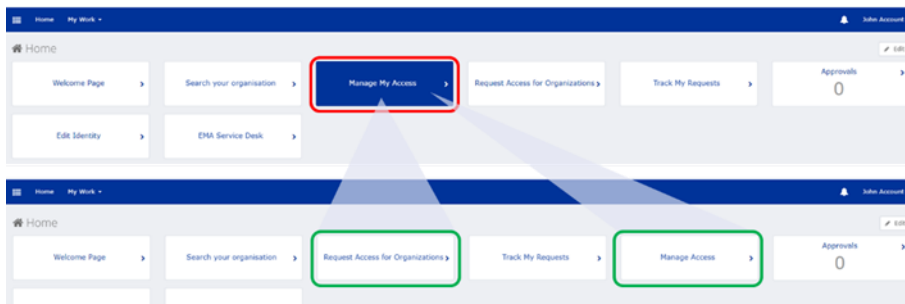 Home My Work John Account
Home Edit
Welcome Page Search your organisation Manage My Access Request Access for Organizations Track My Requests Approvals
0
Edit Identity EMA Service Desk
Home My Work John Account
Home Edit
Welcome Page Search your organisation Request Access for Organizations Track My Requests Manage Access Approvals
0